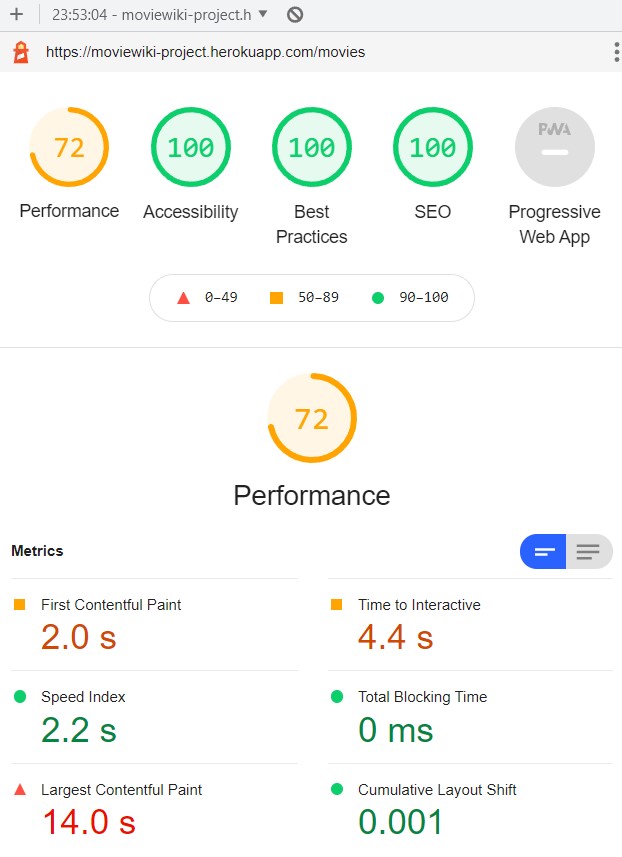 23:53:04 - moviewiki-project.h
https://moviewiki-project.herokuapp.com/movies
72
100
100
100
PWA
Performance
Accessibility
Best
Practices
SEO
Progressive
Web App
0–49
50–89
90–100
72
Performance
Metrics
First Contentful Paint
2.0 s
Time to Interactive
4.4 s
Speed Index
2.2 s
Total Blocking Time
0 ms
Largest Contentful Paint
14.0 s
Cumulative Layout Shift
0.001